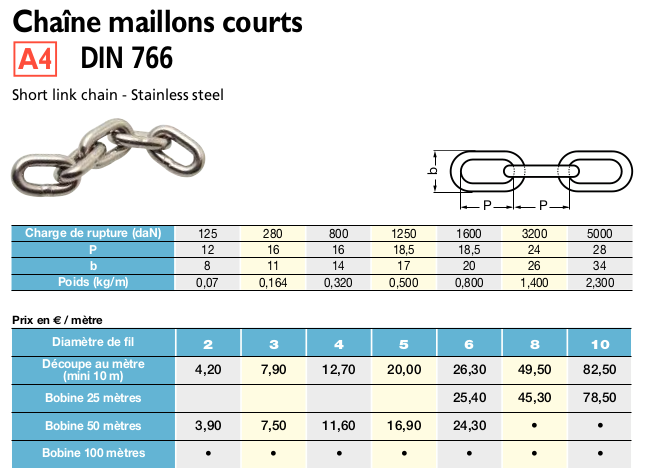 Chaîne maillons courts
A4 DIN 766
Short link chain - Stainless steel
b
P P
Charge de rupture (daN) 125 280 800 1250 1600 3200 5000
P 12 16 16 18,5 18,5 24 28
b 8 11 14 17 20 26 34
Poids (kg/m) 0,07 0,164 0,320 0,500 0,800 1,400 2,300
Prix en € / mètre
Diamètre de fil 2 3 4 5 6 8 10
Découpe au mètre
(mini 10 m) 4,20 7,90 12,70 20,00 26,30 49,50 82,50
Bobine 25 mètres 25,40 45,30 78,50
Bobine 50 mètres 3,90 7,50 11,60 16,90 24,30 • •
Bobine 100 mètres • • • • • • •